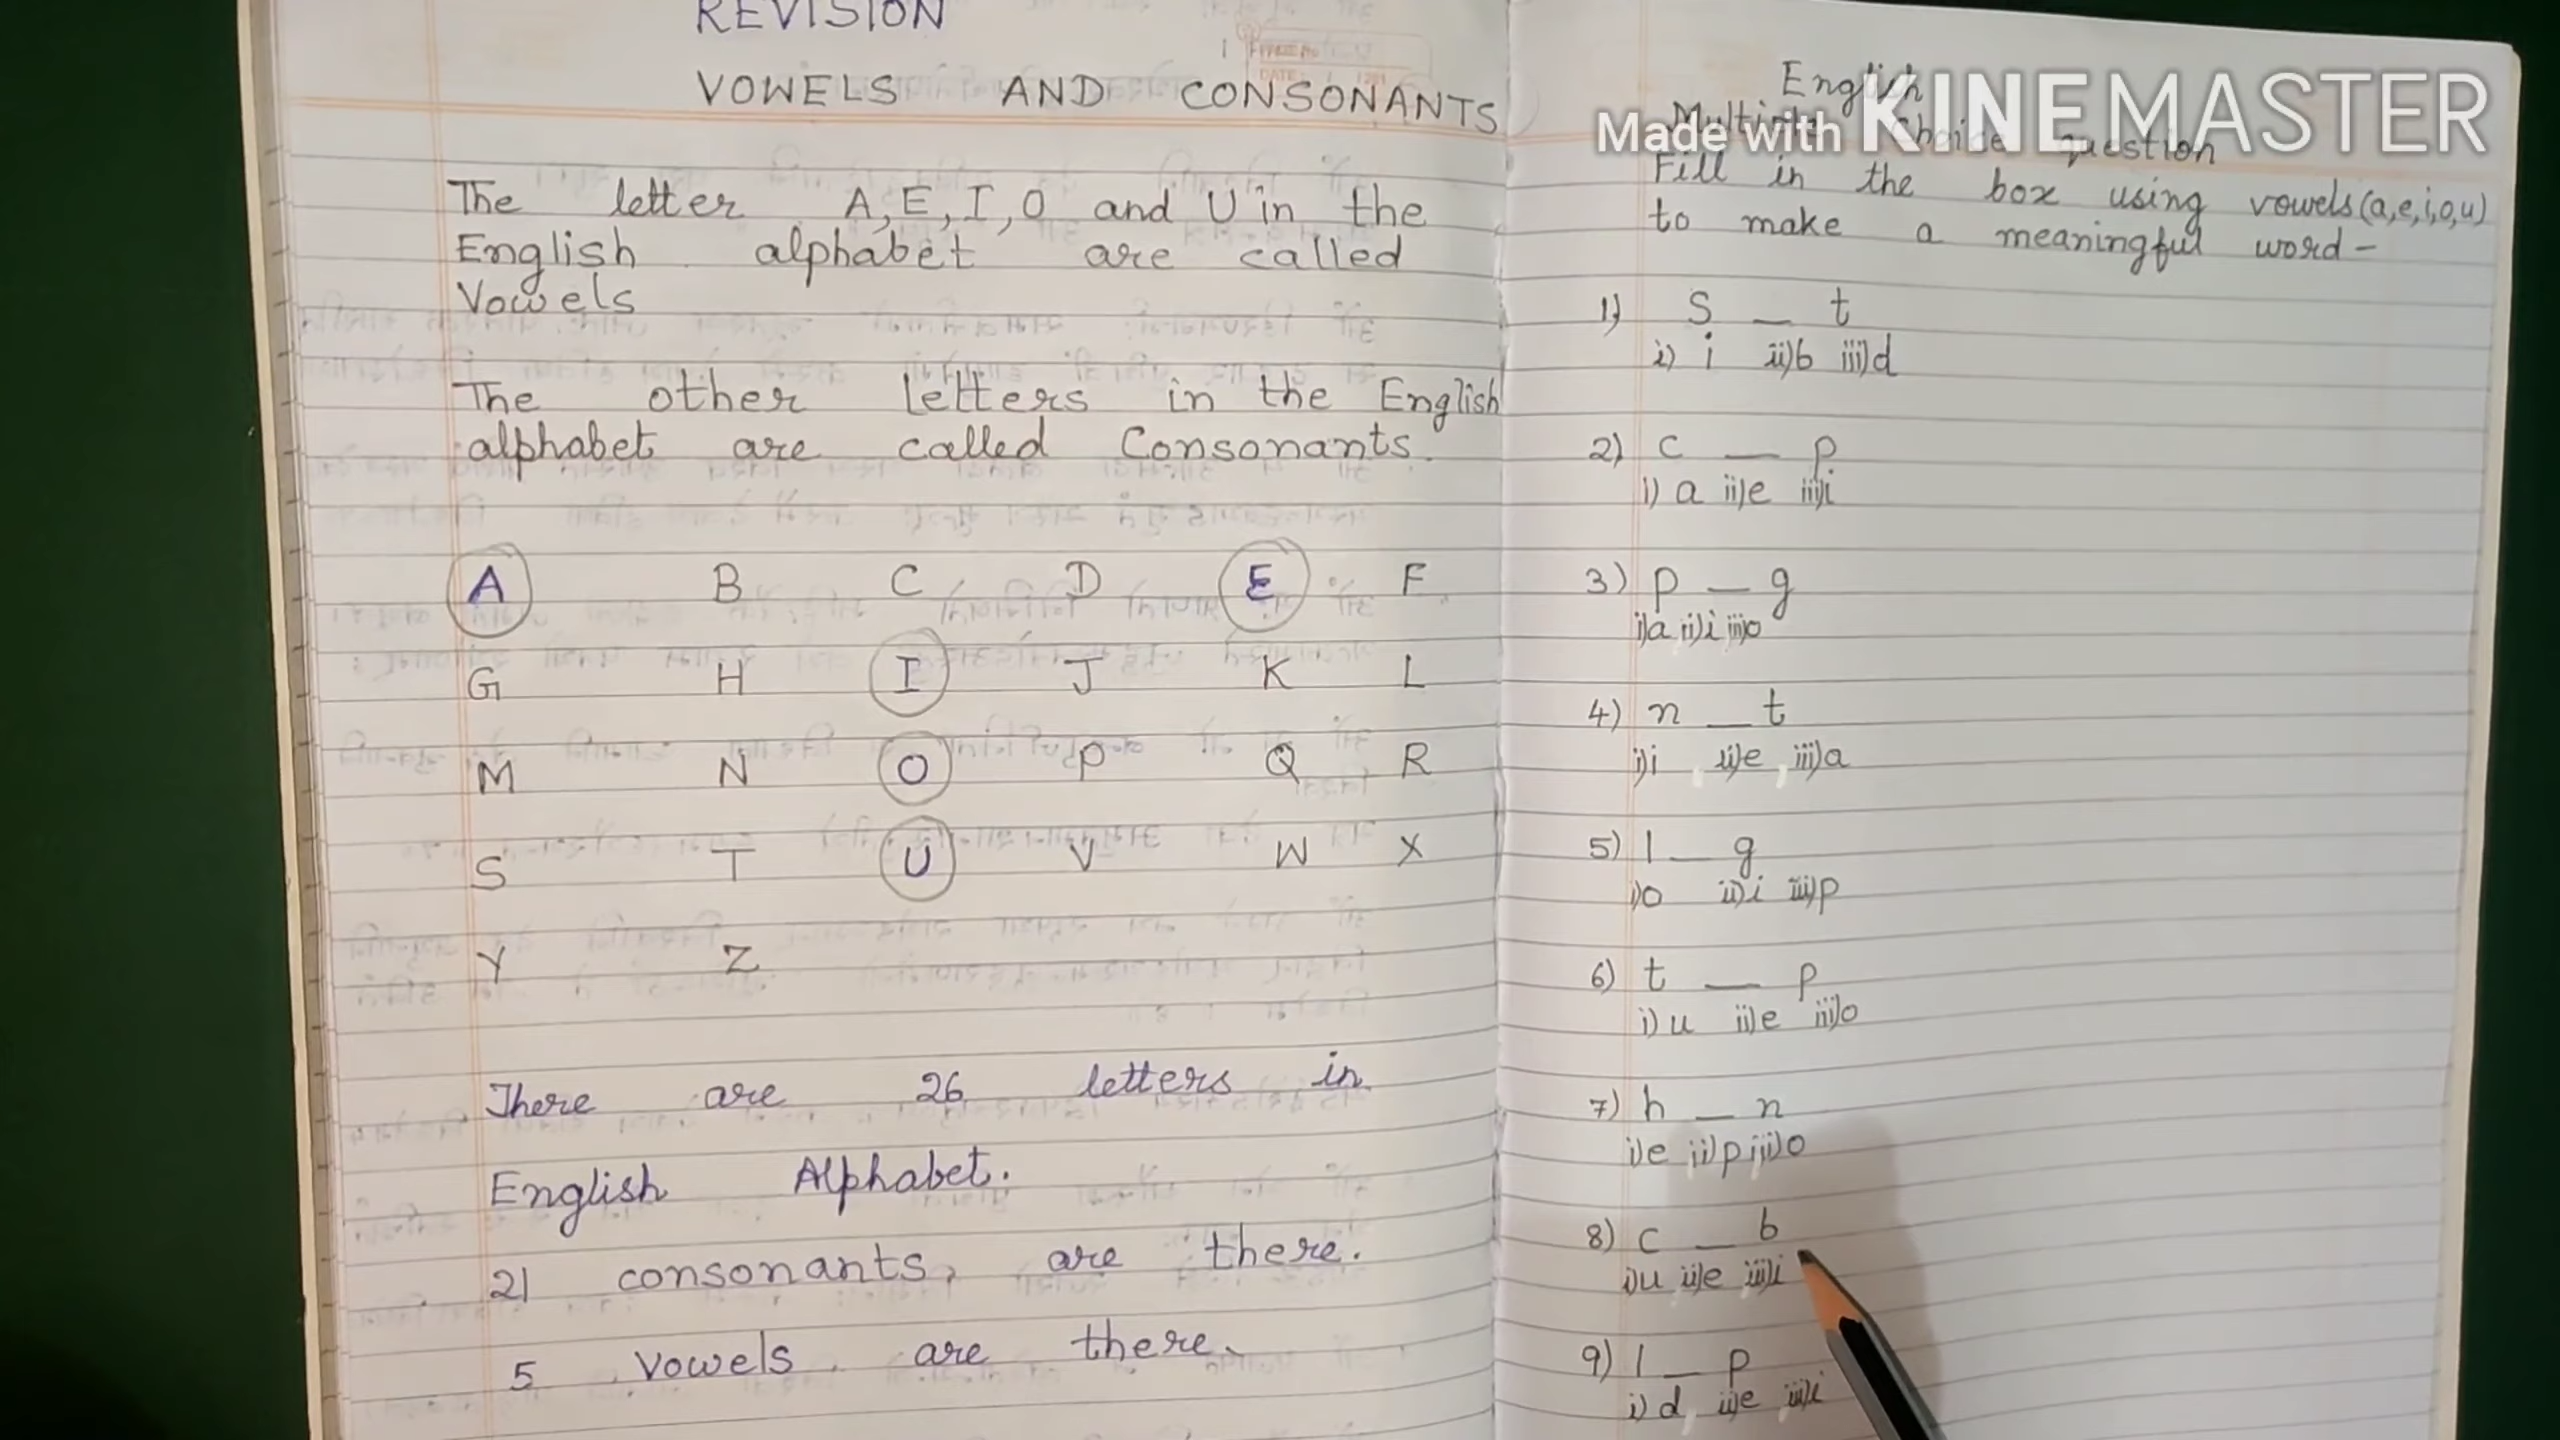 REVISION
VOWELS AND CONSONANTS
The letter A, E, I, O and U in the
English alphabet are called
Vowels
The other letters in the English
alphabet are called Consonants.
A B C D E F
G H I J K L
M N O P Q R
S T U V W X
Y Z
There are 26 letters in
English Alphabet.
21 consonants, are there.
5 vowels are there.
English
Made with KINEMASTER
Multiple choice question
Fill in the box using vowels (a,e,i,o,u)
to make a meaningful word -
1) S _ t
i) i ii) b iii) d
2) c _ p
i) a ii) e iii) i
3) p _ g
i) a, ii) i iii) o
4) n _ t
i) i , ii) e , iii) a
5) l _ g
i) o ii) i iii) p
6) t _ p
i) u ii) e iii) o
7) h _ n
i) e ii) p iii) o
8) c _ b
i) u ii) e iii) i
9) l _ p
i) d, ii) e iii) i